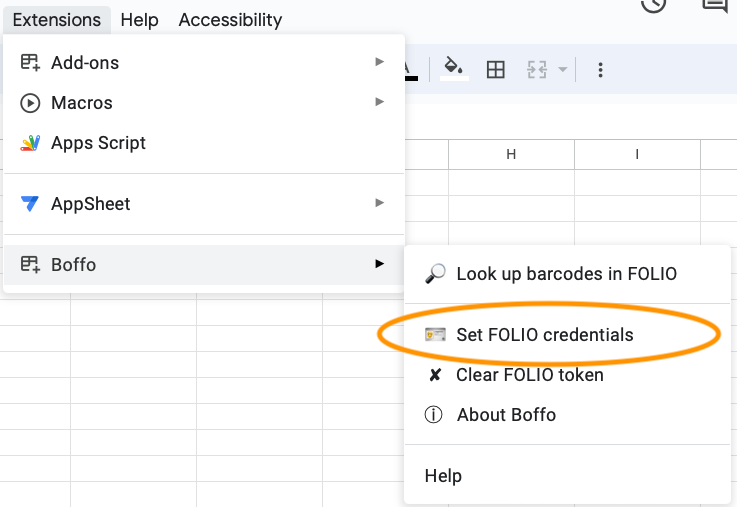 Extensions Help Accessibility
Add-ons
Macros
Apps Script
AppSheet
Boffo
A
H I
Look up barcodes in FOLIO
Set FOLIO credentials
Clear FOLIO token
About Boffo
Help